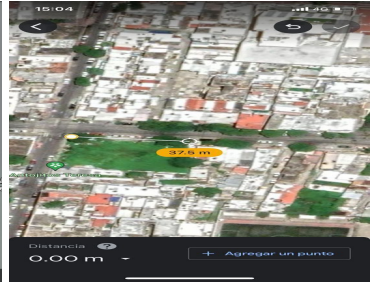 15:04
4G
37.5 m
Distancia ?
0.00 m
+ Agregar un punto